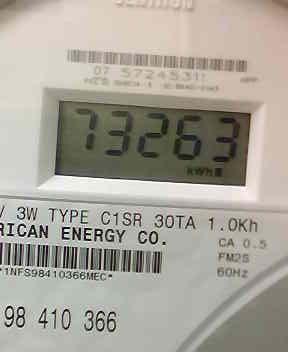 07 57245311
73263
kWh
V 3W TYPE C1SR 30TA 1.0Kh
RICAN ENERGY CO.
CA 0.5
FM2S
60Hz
*1NFS98410366MEC*
98 410 366